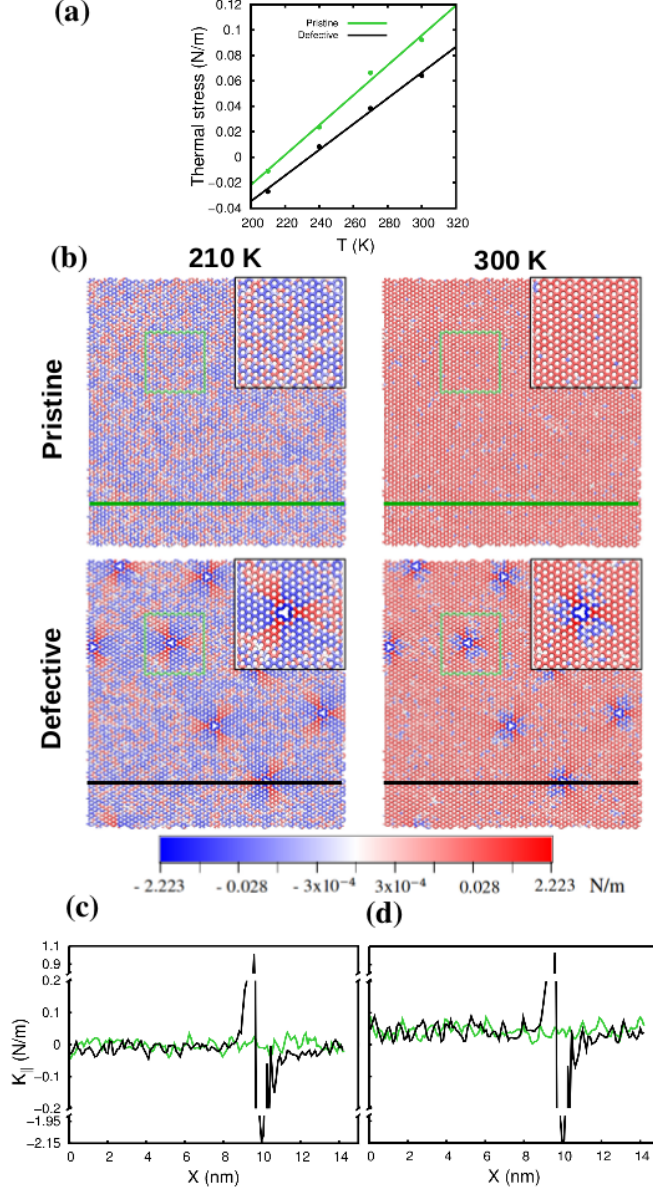 (a)
Thermal stress (N/m)
0.12
0.1
0.08
0.06
0.04
0.02
0
−0.02
−0.04
Pristine
Defective
200 220 240 260 280 300 320
T (K)
(b)
210 K
300 K
Pristine
Defective
- 2.223 - 0.028 - 3x10⁻⁴ 3x10⁻⁴ 0.028 2.223 N/m
(c)
(d)
K∥ (N/m)
1.1
0.9
0.2
0.1
0
-0.1
-0.2
-1.95
-2.15
0 2 4 6 8 10 12 14
X (nm)
0 2 4 6 8 10 12 14
X (nm)